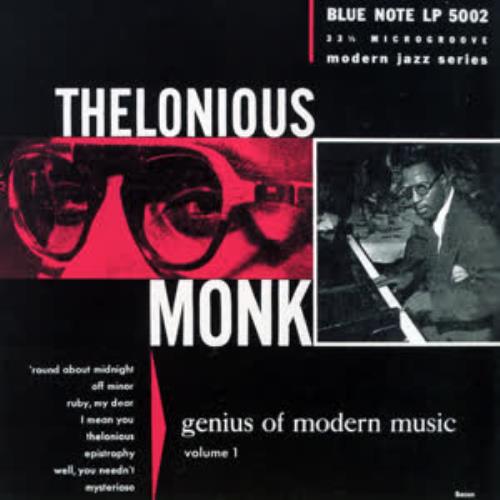 BLUE NOTE LP 5002
33⅓ MICROGROOVE
modern jazz series
THELONIOUS
MONK
'round about midnight
off minor
ruby, my dear
I mean you
thelonious
epistrophy
well, you needn't
mysterioso
genius of modern music
volume 1
Bacon